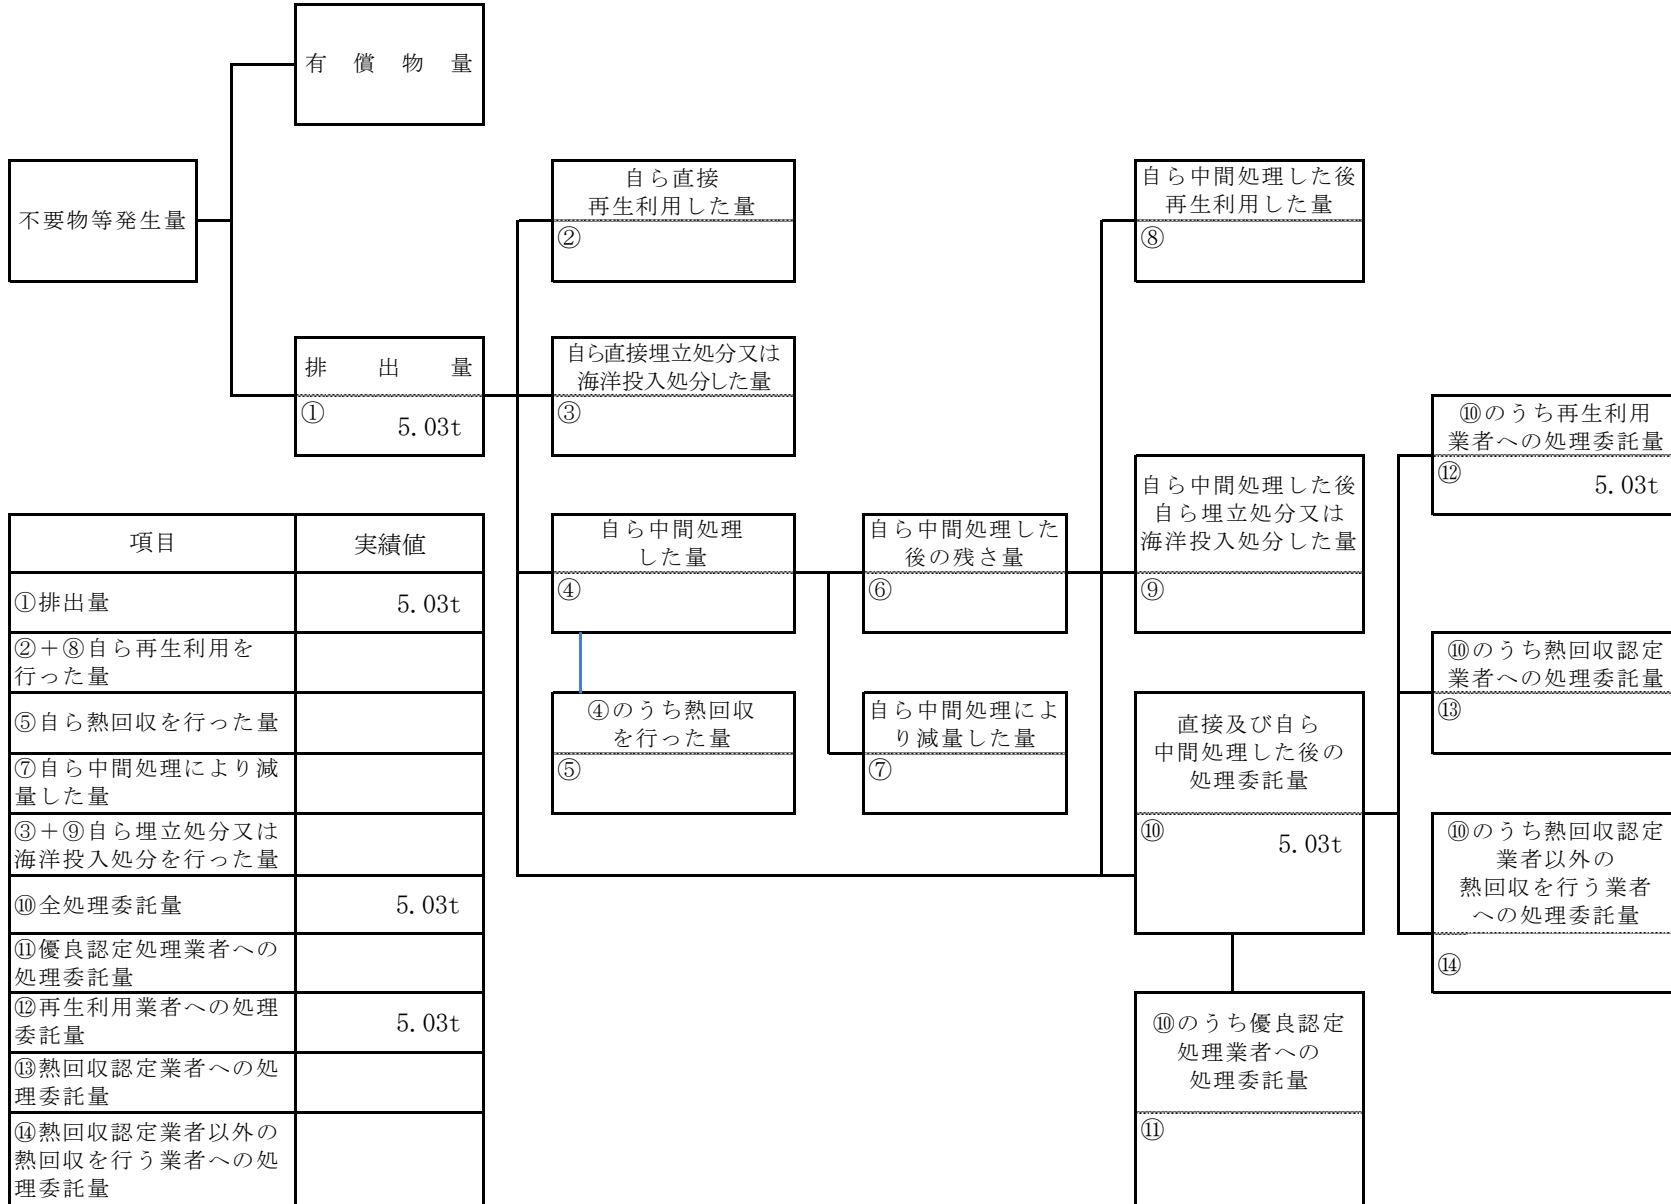 有償物量
不要物等発生量
排出量
① 5.03t
自ら直接
再生利用した量
②
自ら直接埋立処分又は
海洋投入処分した量
③
自ら中間処理
した量
④
④のうち熱回収
を行った量
⑤
自ら中間処理した
後の残さ量
⑥
自ら中間処理によ
り減量した量
⑦
自ら中間処理した後
再生利用した量
⑧
自ら中間処理した後
自ら埋立処分又は
海洋投入処分した量
⑨
直接及び自ら
中間処理した後の
処理委託量
⑩ 5.03t
⑩のうち優良認定
処理業者への
処理委託量
⑪
⑩のうち再生利用
業者への処理委託量
⑫ 5.03t
⑩のうち熱回収認定
業者への処理委託量
⑬
⑩のうち熱回収認定
業者以外の
熱回収を行う業者
への処理委託量
⑭
項目 実績値
①排出量 5.03t
②＋⑧自ら再生利用を
行った量
⑤自ら熱回収を行った量
⑦自ら中間処理により減
量した量
③＋⑨自ら埋立処分又は
海洋投入処分を行った量
⑩全処理委託量 5.03t
⑪優良認定処理業者への
処理委託量
⑫再生利用業者への処理
委託量 5.03t
⑬熱回収認定業者への処
理委託量
⑭熱回収認定業者以外の
熱回収を行う業者への処
理委託量